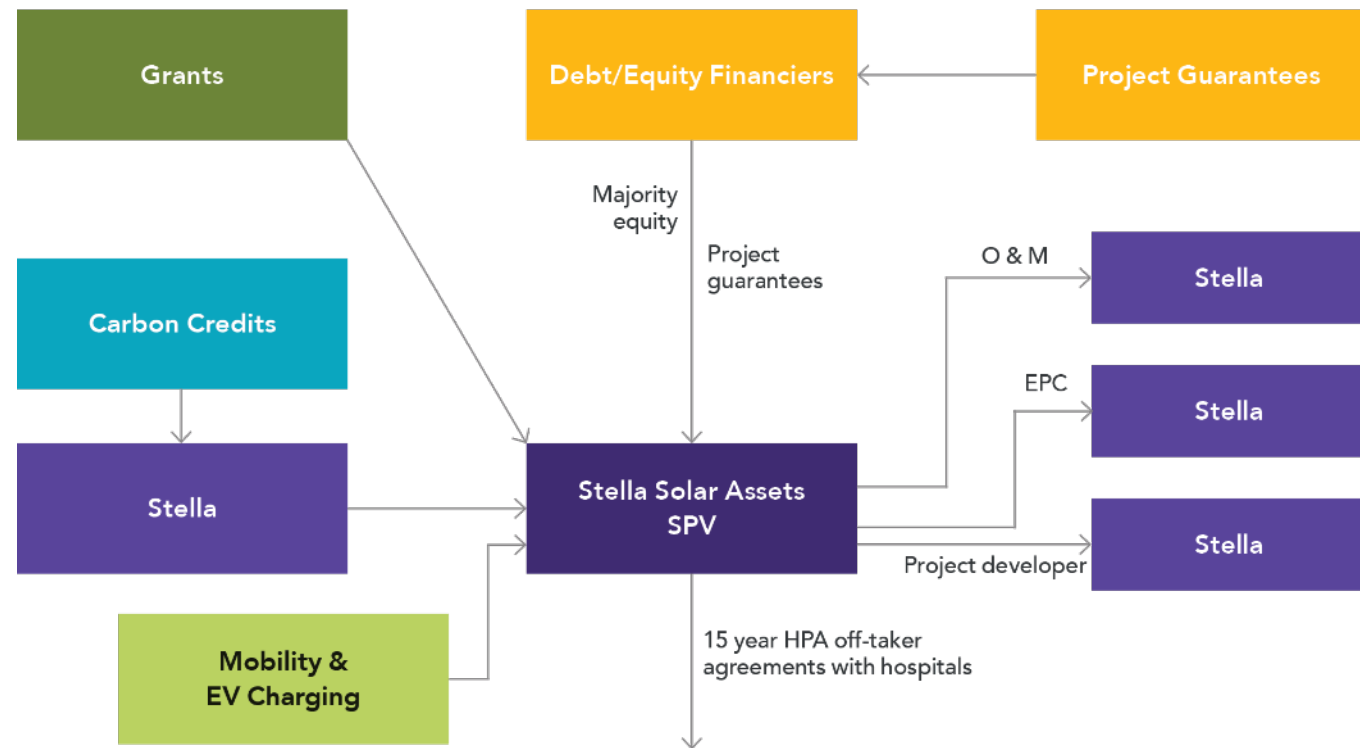 Grants
Debt/Equity Financiers
Project Guarantees
Majority
equity
Project
guarantees
O & M
Stella
Carbon Credits
EPC
Stella
Stella
Stella Solar Assets
SPV
Stella
Project developer
Mobility &
EV Charging
15 year HPA off-taker
agreements with hospitals